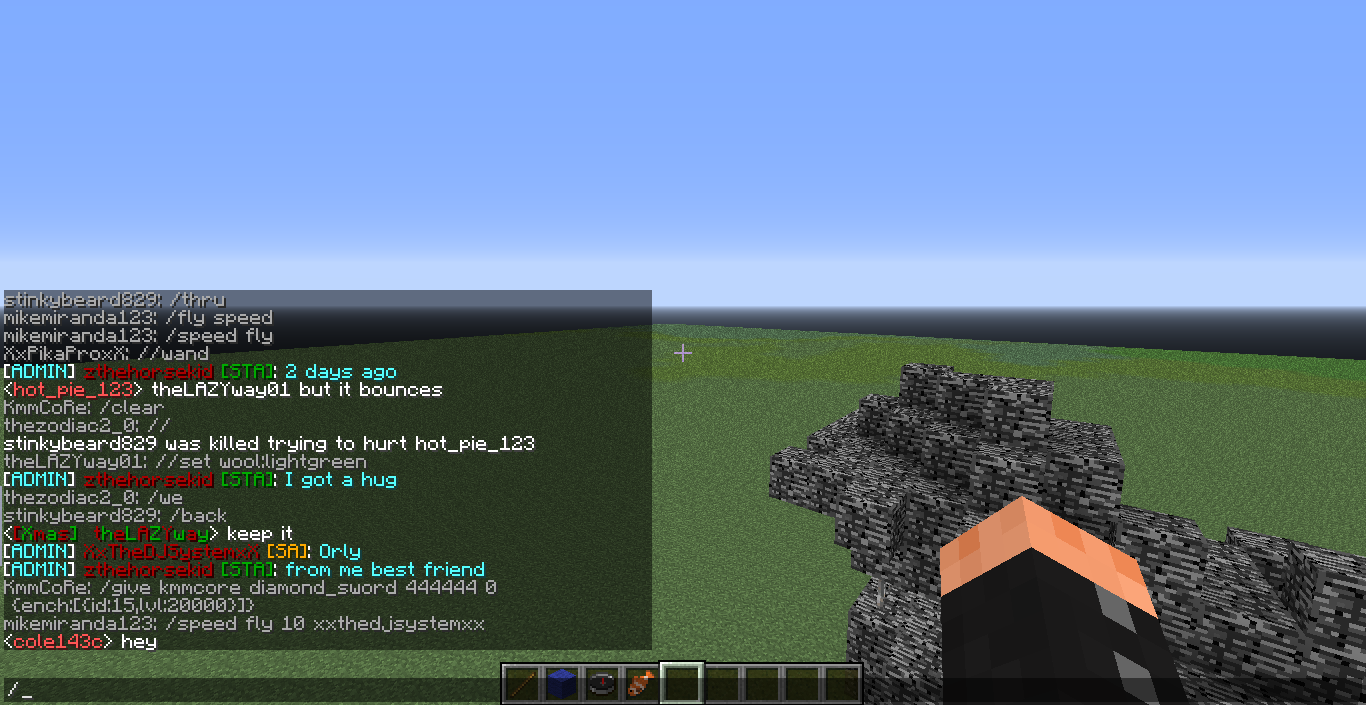 stinkybeard829: /thru
mikemiranda123: /fly speed
mikemiranda123: /speed fly
XxPikaProxX: //wand
[ADMIN] zthehorsekid [STA]: 2 days ago
<hot_pie_123> theLAZYway01 but it bounces
KmmCoRe: /clear
thezodiac2_0: //
stinkybeard829 was killed trying to hurt hot_pie_123
theLAZYway01: //set wool:lightgreen
[ADMIN] zthehorsekid [STA]: I got a hug
thezodiac2_0: /we
stinkybeard829: /back
<[Xmas] theLAZYway> keep it
[ADMIN] XxTheDJSystemxX [SA]: Only
[ADMIN] zthehorsekid [STA]: from me best friend
KmmCoRe: /give kmmcore diamond_sword 444444 0
{ench:[{id:15,lvl:20000}]}
mikemiranda123: /speed fly 10 xxthedjsystemxx
<cole143c> hey
/_